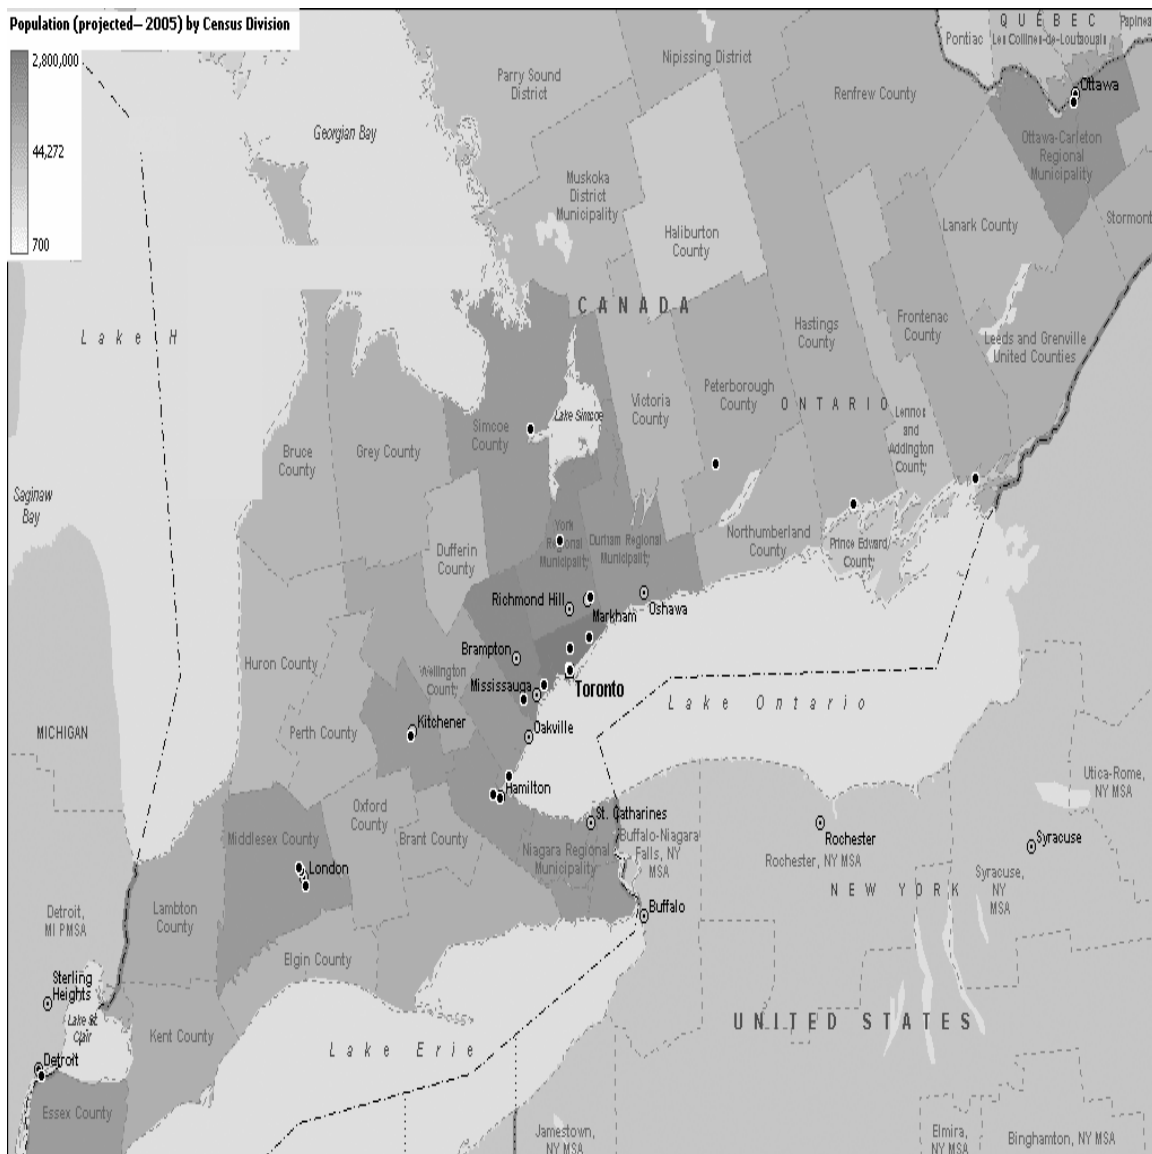 Population (projected– 2005) by Census Division
2,800,000
44,272
700
QUÉBEC
Papinea
Pontiac
Les Collines-de-Loutaouais
Nipissing District
Parry Sound
District
Renfrew County
Ottawa
Georgian Bay
Ottawa-Carleton
Regional
Municipality
Muskoka
District
Municipality
Haliburton
County
Lanark County
Stormont
CANADA
Lake H
Hastings
County
Frontenac
County
Leeds and Grenville
United Counties
Peterborough
County
Victoria
County
ONTARIO
Lake Simcoe
Simcoe
County
Lennox
and
Addington
County
Bruce
County
Grey County
Saginaw
Bay
York
Regional
Municipality
Durham Regional
Municipality
Northumberland
County
Prince Edward
County
Dufferin
County
Richmond Hill
Oshawa
Markham
Brampton
Huron County
Wellington
County
Mississauga
Toronto
Lake Ontario
Kitchener
Perth County
Oakville
MICHIGAN
Utica-Rome,
NY MSA
Hamilton
Oxford
County
St. Catharines
Middlesex County
Brant County
Niagara Regional
Municipality
Buffalo-Niagara
Falls, NY
MSA
Rochester
Rochester, NY MSA
Syracuse
London
Syracuse,
NY
MSA
NEW YORK
Lambton
County
Detroit,
MI PMSA
Buffalo
Elgin County
Sterling
Heights
Lake St.
Clair
Kent County
UNITED STATES
Lake Erie
Detroit
Essex County
Jamestown,
NY MSA
Elmira,
NY MSA
Binghamton, NY MSA